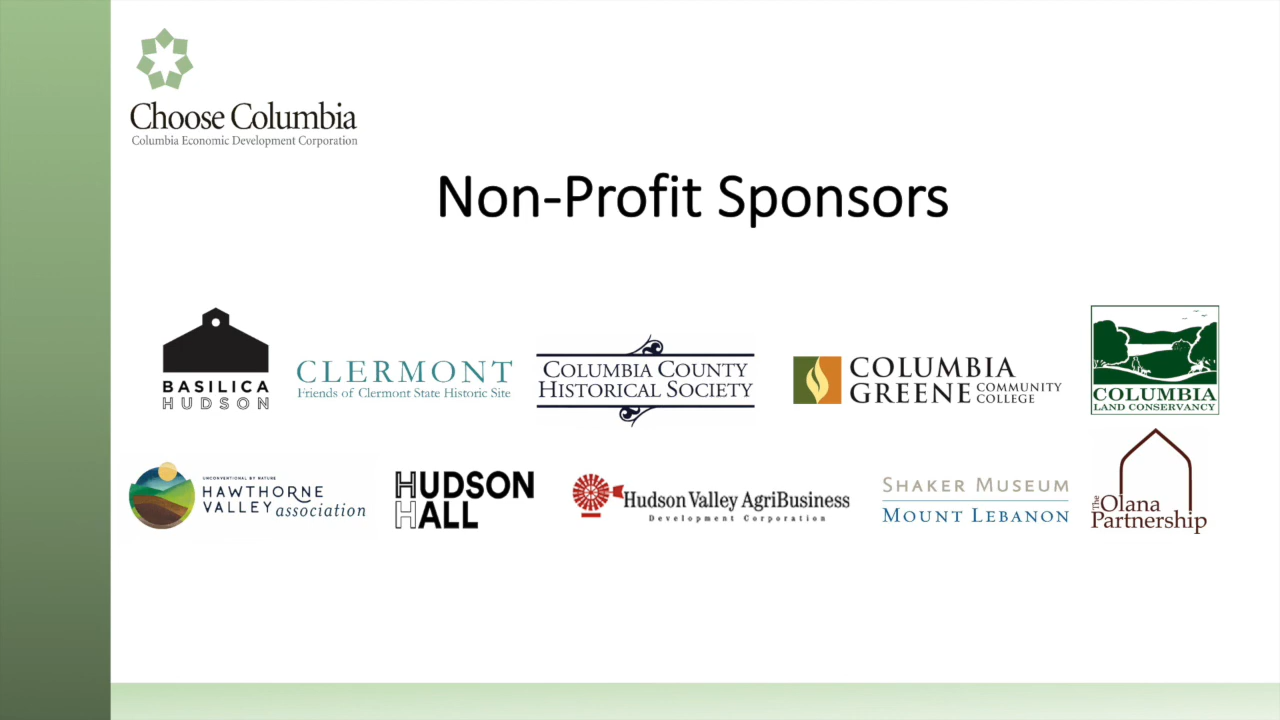 Choose Columbia
Columbia Economic Development Corporation
Non-Profit Sponsors
BASILICA
HUDSON
CLERMONT
Friends of Clermont State Historic Site
COLUMBIA COUNTY
HISTORICAL SOCIETY
COLUMBIA
GREENE COMMUNITY
COLLEGE
COLUMBIA
LAND CONSERVANCY
UNCONVENTIONAL BY NATURE
HAWTHORNE
VALLEY association
HUDSON
HALL
Hudson Valley AgriBusiness
Development Corporation
SHAKER MUSEUM
MOUNT LEBANON
The Olana
Partnership